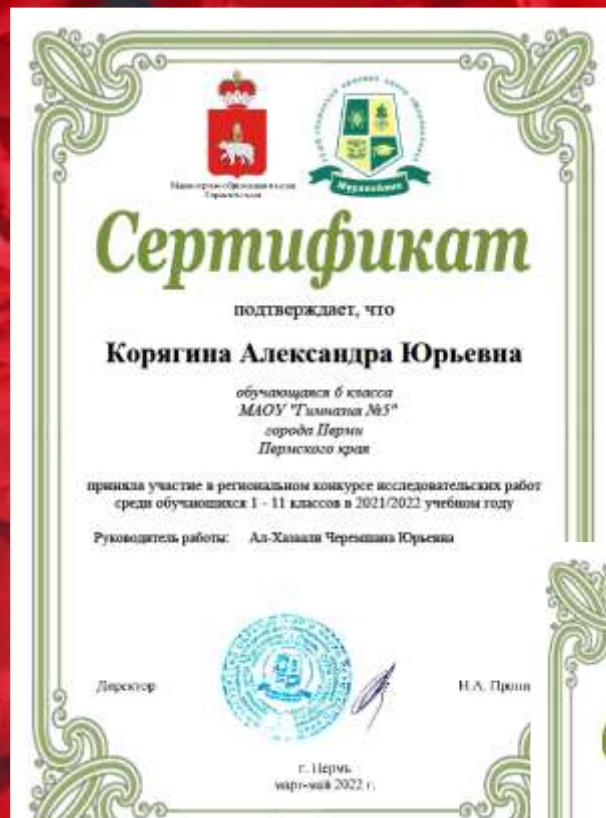 Муравейник
Сертификат
подтверждает, что
Корягина Александра Юрьевна
обучающаяся 6 класса
МАОУ "Гимназия №5"
города Перми
Пермского края
приняла участие в региональном конкурсе исследовательских работ
среди обучающихся 1 - 11 классов в 2021/2022 учебном году
Руководитель работы: Ал-Хазали Юрьевна
Директор Н.А.
г. Пермь
март-май 2022 г.